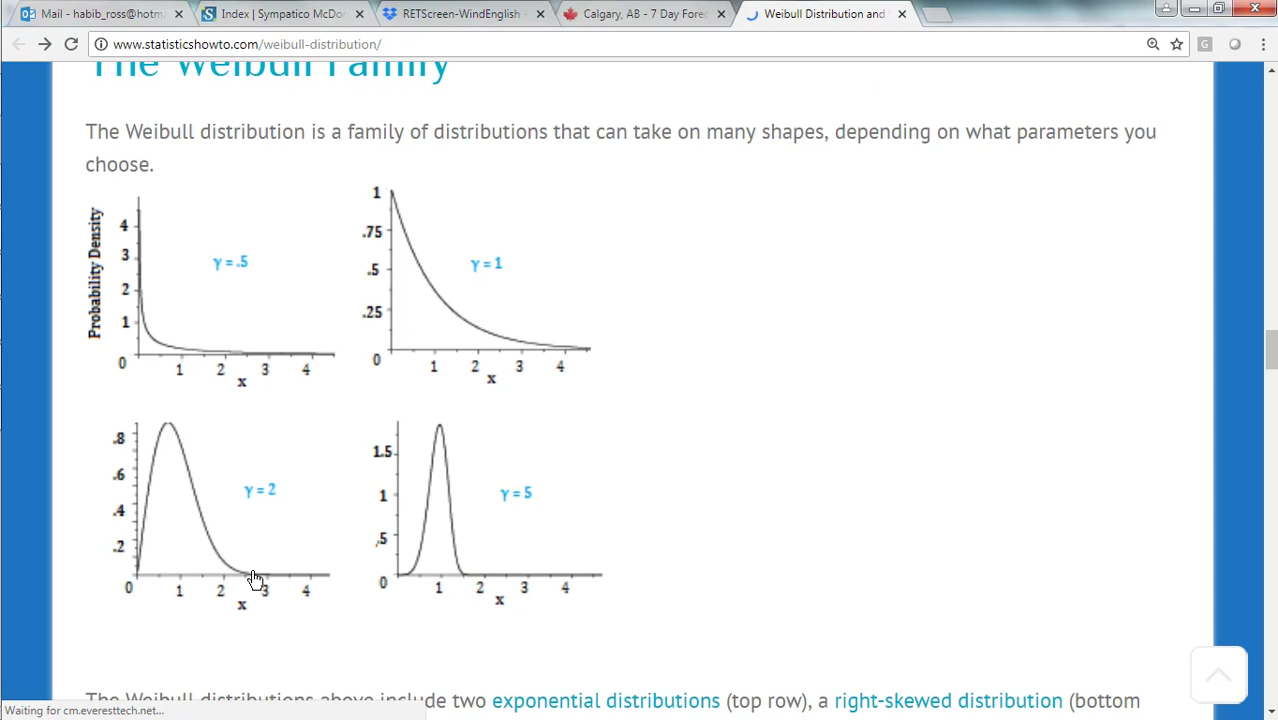 Mail - habib_ross@hotm
Index | Sympatico McDo
RETScreen-WindEnglish -
Calgary, AB - 7 Day Fore
Weibull Distribution and
www.statisticshowto.com/weibull-distribution/
The Weibull Family
The Weibull distribution is a family of distributions that can take on many shapes, depending on what parameters you
choose.
Probability Density
4
3
2
1
0
1 2 3 4
x
γ = .5
1
.75
.5
.25
0
1 2 3 4
x
γ = 1
.8
.6
.4
.2
0
1 2 3 4
x
γ = 2
1.5
1
.5
0
1 2 3 4
x
γ = 5
The Weibull distributions above include two exponential distributions (top row), a right-skewed distribution (bottom
Waiting for cm.everesttech.net...